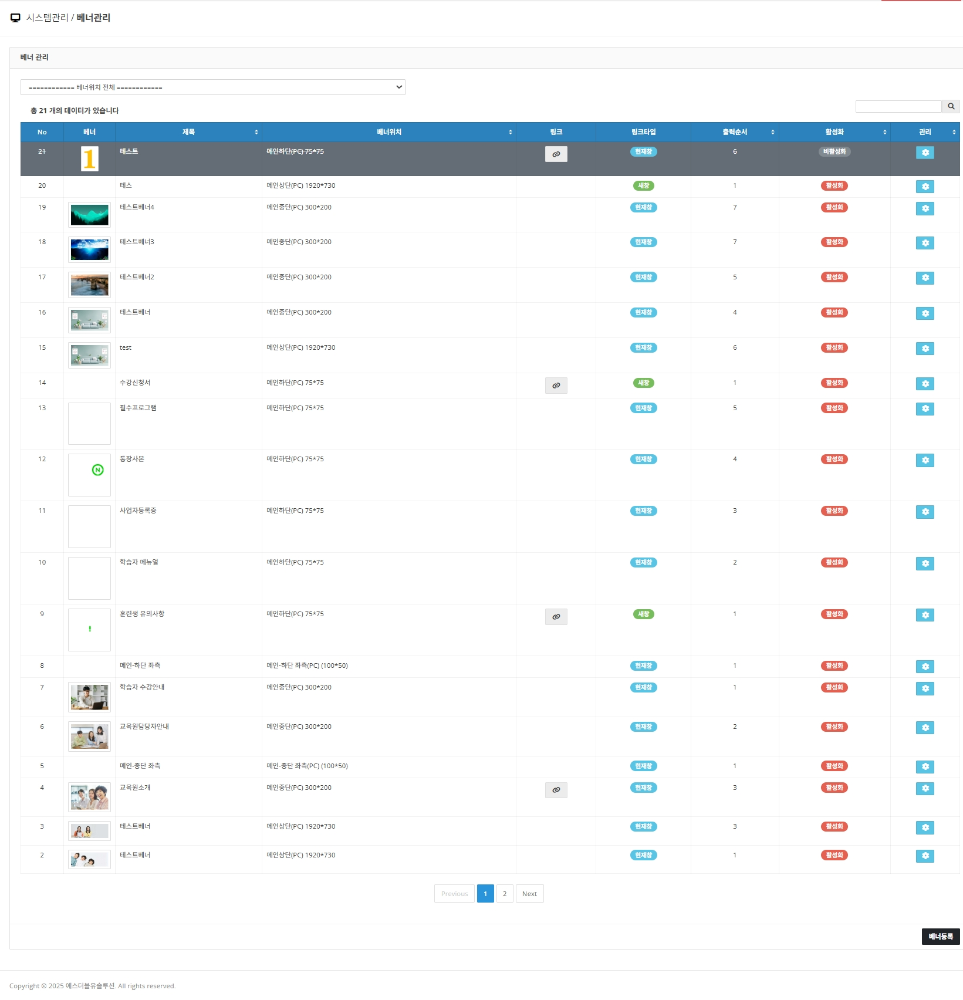 시스템관리 / 베너관리
베너 관리
============ 베너위치 전체 ============
총 21 개의 데이터가 있습니다
No 베너 제목 베너위치 링크 링크타입 출력순서 활성화 관리
21 1 테스트 메인하단(PC) 75*75 현재창 6 비활성화
20 테스 메인상단(PC) 1920*730 새창 1 활성화
19 테스트베너4 메인중단(PC) 300*200 현재창 7 활성화
18 테스트베너3 메인중단(PC) 300*200 현재창 7 활성화
17 테스트베너2 메인중단(PC) 300*200 현재창 5 활성화
16 테스트베너 메인중단(PC) 300*200 현재창 4 활성화
15 test 메인상단(PC) 1920*730 현재창 6 활성화
14 수강신청서 메인하단(PC) 75*75 새창 1 활성화
13 필수프로그램 메인하단(PC) 75*75 현재창 5 활성화
12 N 통장사본 메인하단(PC) 75*75 현재창 4 활성화
11 사업자등록증 메인하단(PC) 75*75 현재창 3 활성화
10 학습자 메뉴얼 메인하단(PC) 75*75 현재창 2 활성화
9 ! 훈련생 유의사항 메인하단(PC) 75*75 새창 1 활성화
8 메인-하단 좌측 메인-하단 좌측(PC) (100*50) 현재창 1 활성화
7 학습자 수강안내 메인중단(PC) 300*200 현재창 1 활성화
6 교육원담당자안내 메인중단(PC) 300*200 현재창 2 활성화
5 메인-중단 좌측 메인-중단 좌측(PC) (100*50) 현재창 1 활성화
4 교육원소개 메인중단(PC) 300*200 현재창 3 활성화
3 테스트베너 메인상단(PC) 1920*730 현재창 3 활성화
2 테스트베너 메인상단(PC) 1920*730 현재창 1 활성화
Previous 1 2 Next
베너등록
Copyright © 2025 에스더블유솔루션. All rights reserved.